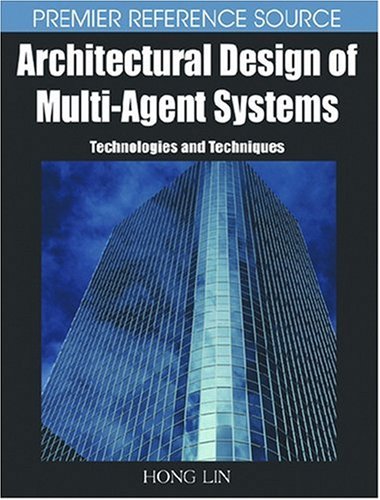 PREMIER REFERENCE SOURCE
Architectural Design of
Multi-Agent Systems
Technologies and Techniques
HONG LIN